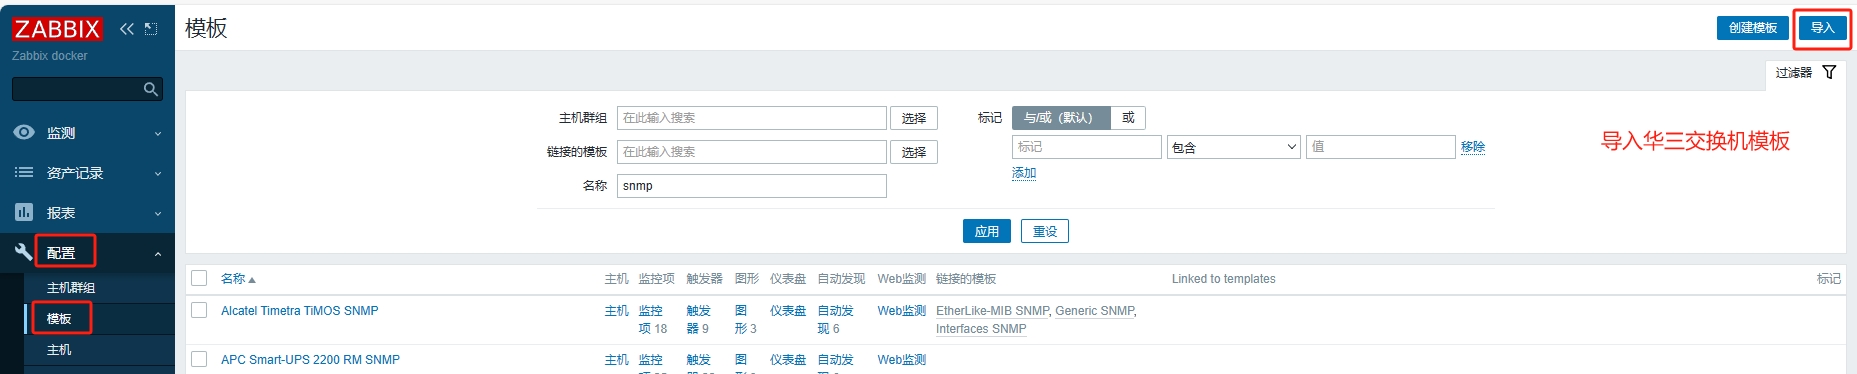 ZABBIX
Zabbix docker
监测
资产记录
报表
配置
主机群组
模板
主机
模板
创建模板
导入
过滤器
主机群组 在此输入搜索 选择
链接的模板 在此输入搜索 选择
名称 snmp
标记 与/或（默认） 或
标记 包含 值 移除
添加
导入华三交换机模板
应用 重设
名称 主机 监控项 触发器 图形 仪表盘 自动发现 Web监测 链接的模板 Linked to templates 标记
Alcatel Timetra TiMOS SNMP 主机 监控 触发 图 仪表盘 自动发 Web监测 EtherLike-MIB SNMP, Generic SNMP,
项 18 器 9 形 3 现 6 Interfaces SNMP
APC Smart-UPS 2200 RM SNMP 主机 监控 触发 图 仪表盘 自动发 Web监测